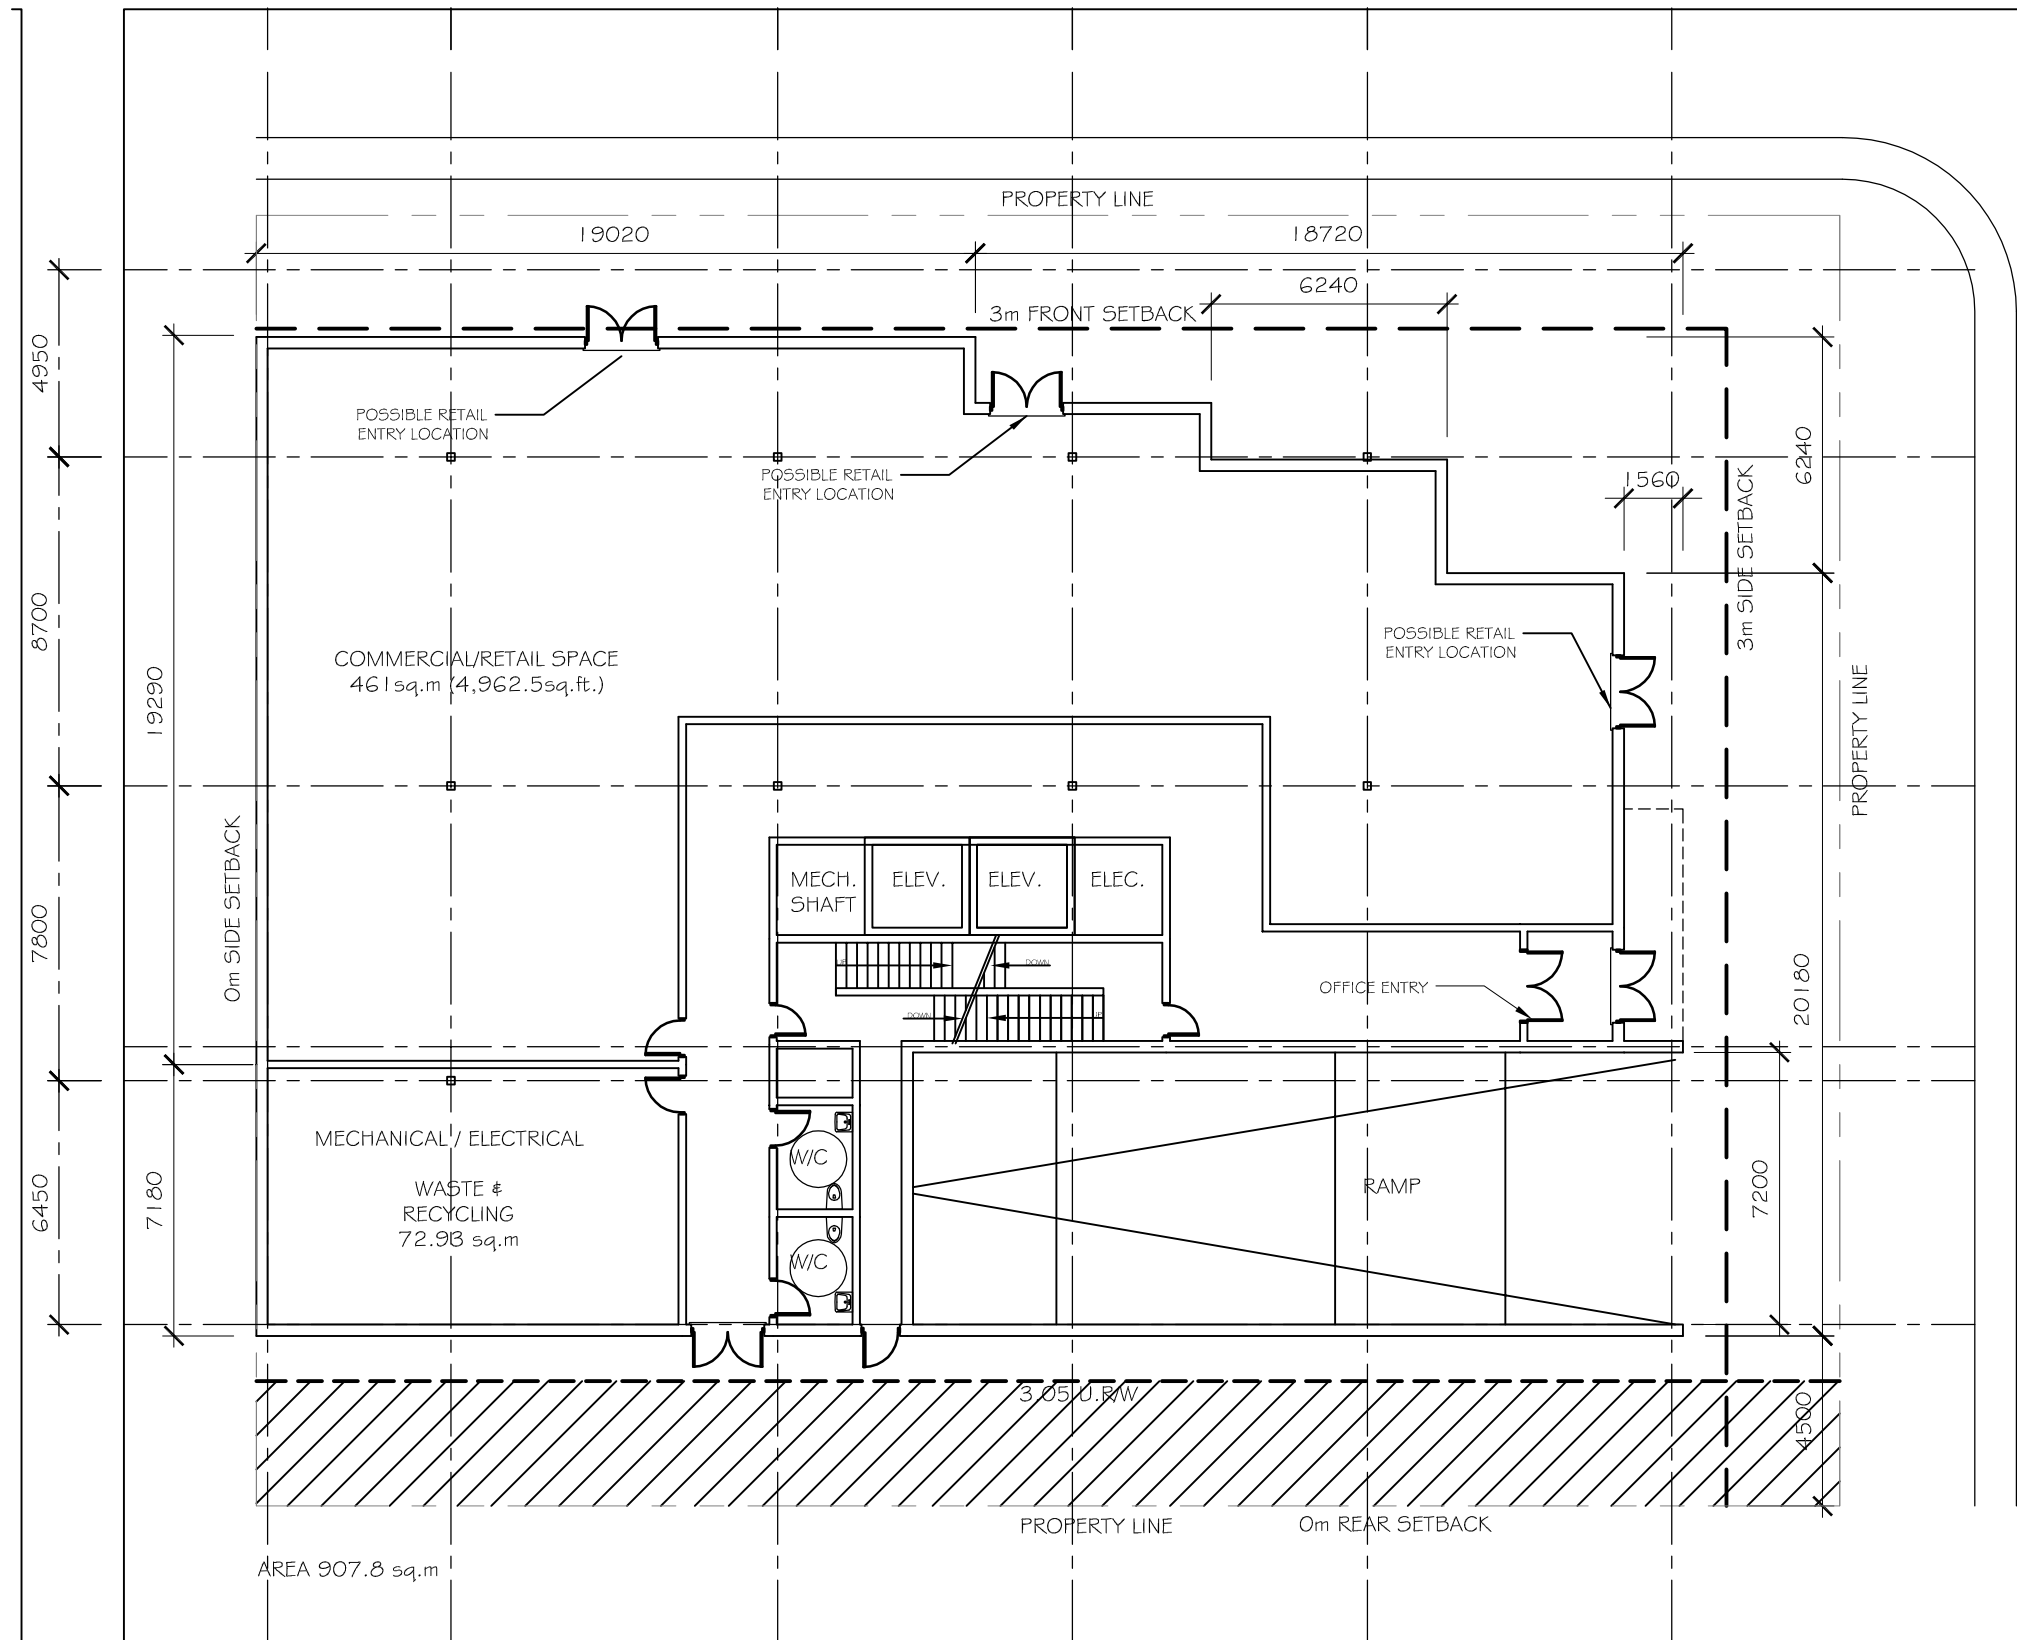 PROPERTY LINE
19020
18720
6240
3m FRONT SETBACK
4950
POSSIBLE RETAIL
ENTRY LOCATION
POSSIBLE RETAIL
ENTRY LOCATION
6240
1560
3m SIDE SETBACK
8700
19290
COMMERCIAL/RETAIL SPACE
461sq.m (4,962.5sq.ft.)
POSSIBLE RETAIL
ENTRY LOCATION
PROPERTY LINE
0m SIDE SETBACK
7800
MECH.
SHAFT
ELEV.
ELEV.
ELEC.
UP
DOWN
DOWN
UP
OFFICE ENTRY
20180
MECHANICAL / ELECTRICAL
WASTE &
RECYCLING
72.93 sq.m
6450
7180
W/C
W/C
RAMP
7200
3.05 U.R/W
4500
PROPERTY LINE
0m REAR SETBACK
AREA 907.8 sq.m